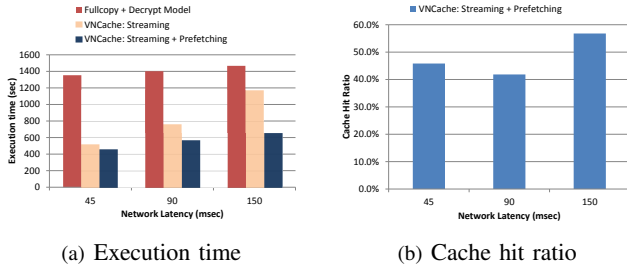 Fullcopy + Decrypt Model
VNCache: Streaming
VNCache: Streaming + Prefetching
1600
1400
1200
1000
800
600
400
200
0
Execution time (sec)
45 90 150
Network Latency (msec)
(a) Execution time
VNCache: Streaming + Prefetching
60.0%
50.0%
40.0%
30.0%
20.0%
10.0%
0.0%
Cache Hit Ratio
45 90 150
Network Latency (msec)
(b) Cache hit ratio